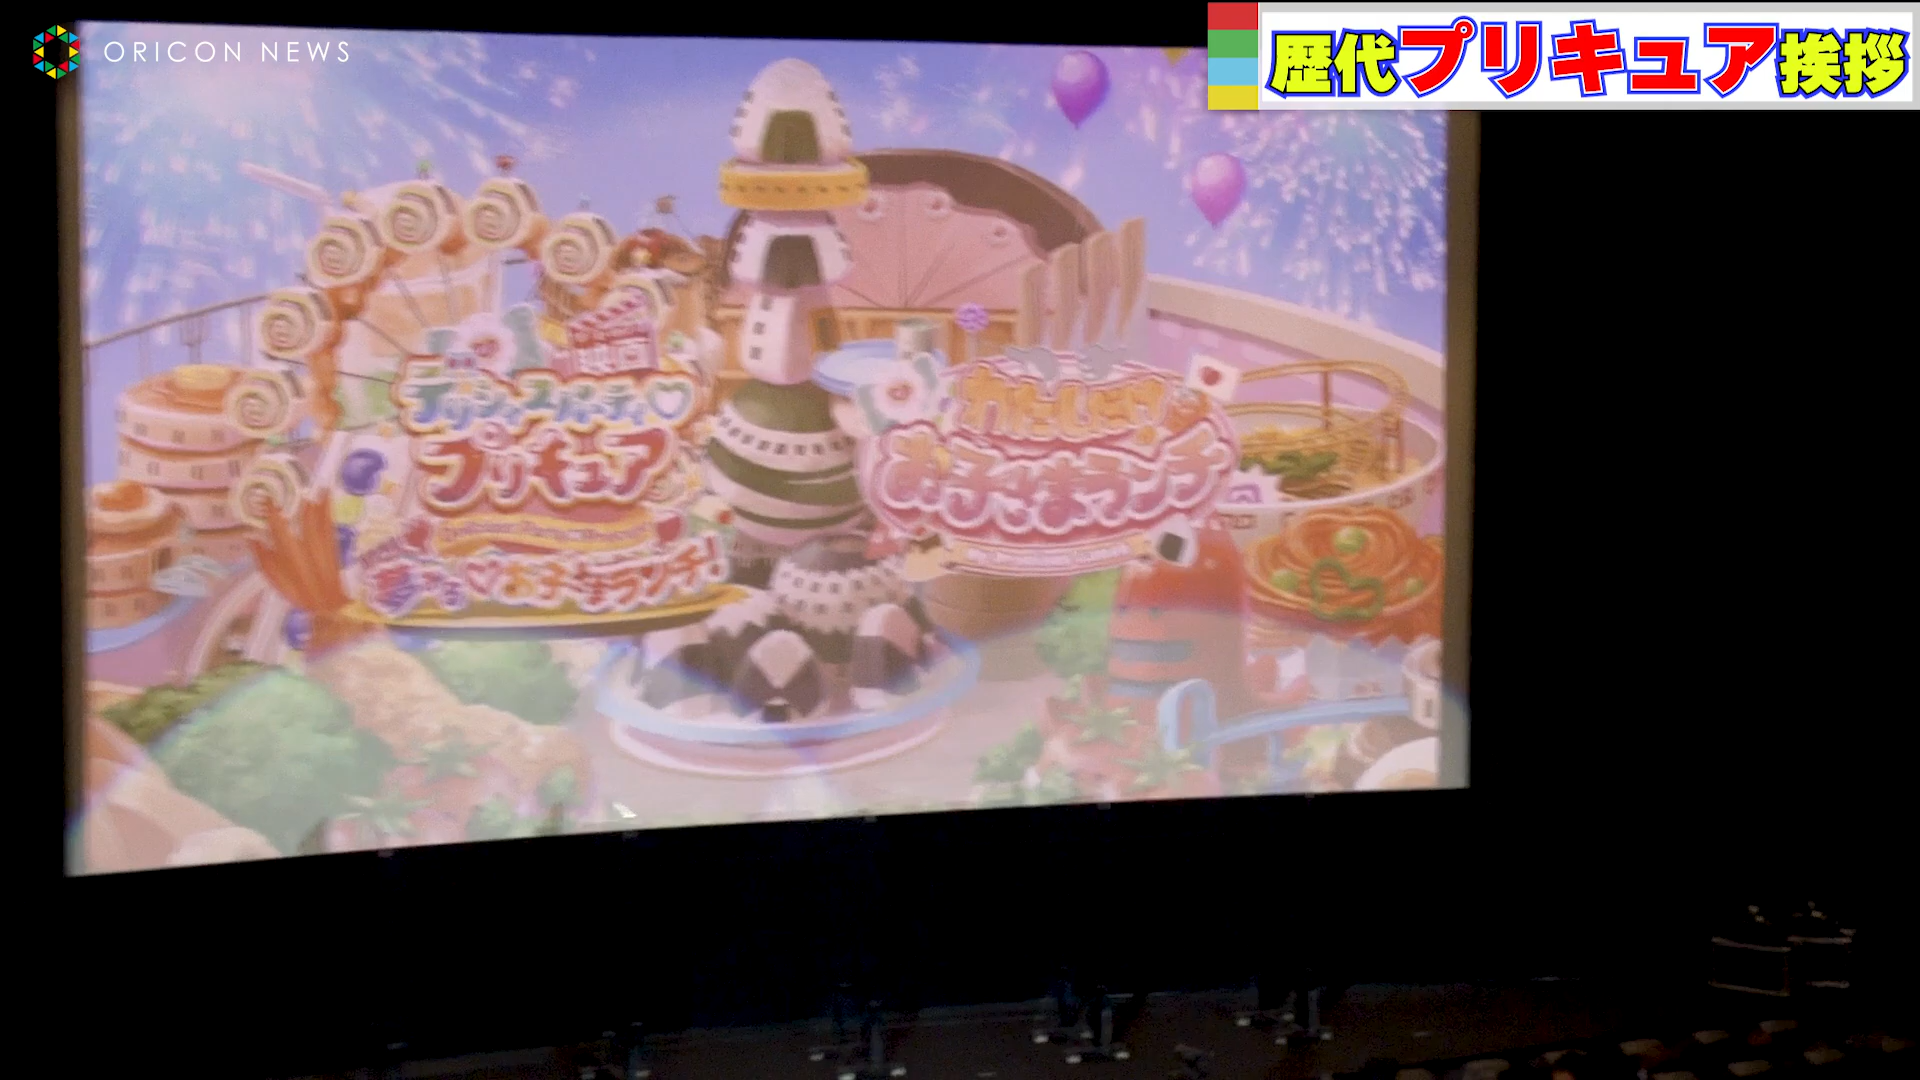 ORICON NEWS
歴代プリキュア挨拶
映画
デリシャスパーティ♡
プリキュア
夢みる♡お子さまランチ!
わたしだけの
お子さまランチ